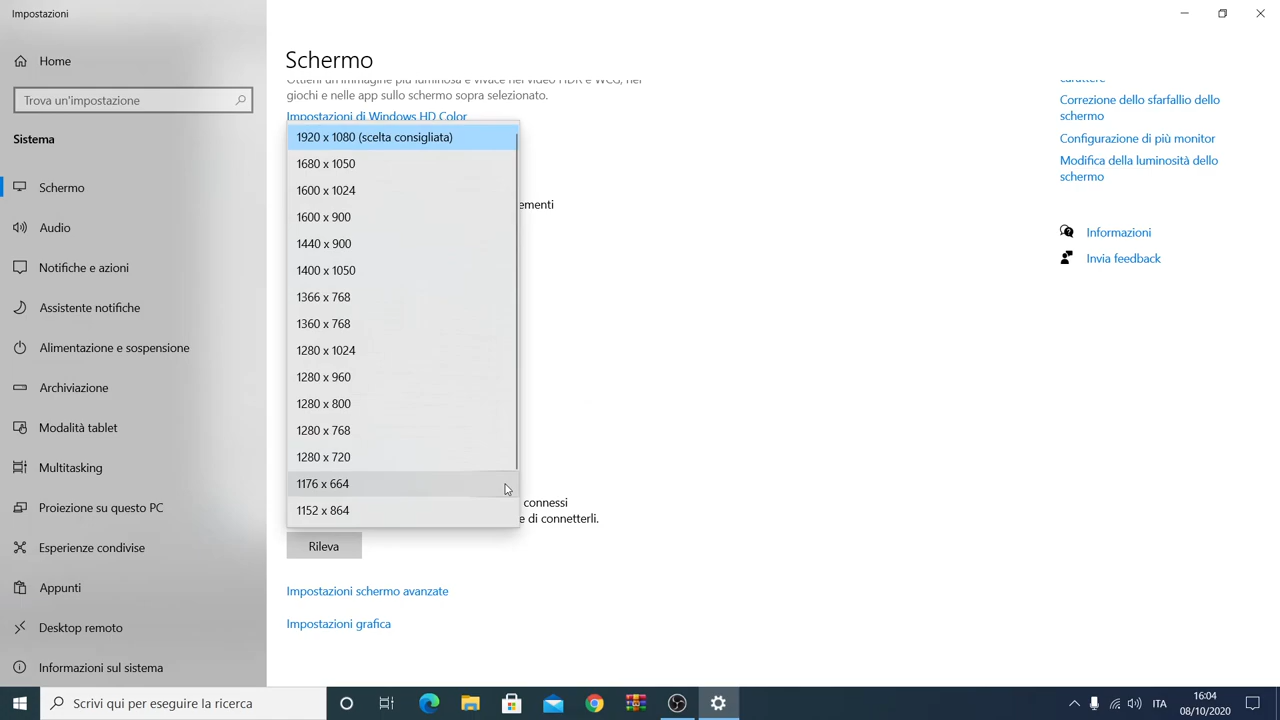 Impostazioni
Home
Trova un'impostazione
Sistema
Schermo
Audio
Notifiche e azioni
Assistente notifiche
Alimentazione e sospensione
Archiviazione
Modalità tablet
Multitasking
Proiezione su questo PC
Esperienze condivise
Appunti
Desktop remoto
Informazioni sul sistema
Schermo
Ottieni un'immagine più luminosa e vivace nei video HDR e WCG, nei
giochi e nelle app sullo schermo sopra selezionato.
Impostazioni di Windows HD Color
1920 x 1080 (scelta consigliata)
1680 x 1050
1600 x 1024
1600 x 900
1440 x 900
1400 x 1050
1366 x 768
1360 x 768
1280 x 1024
1280 x 960
1280 x 800
1280 x 768
1280 x 720
1176 x 664
1152 x 864
ementi
connessi
e di connetterli.
Rileva
Impostazioni schermo avanzate
Impostazioni grafica
carattere
Correzione dello sfarfallio dello
schermo
Configurazione di più monitor
Modifica della luminosità dello
schermo
Informazioni
Invia feedback
Scrivi qui per eseguire la ricerca
ITA
16:04
08/10/2020